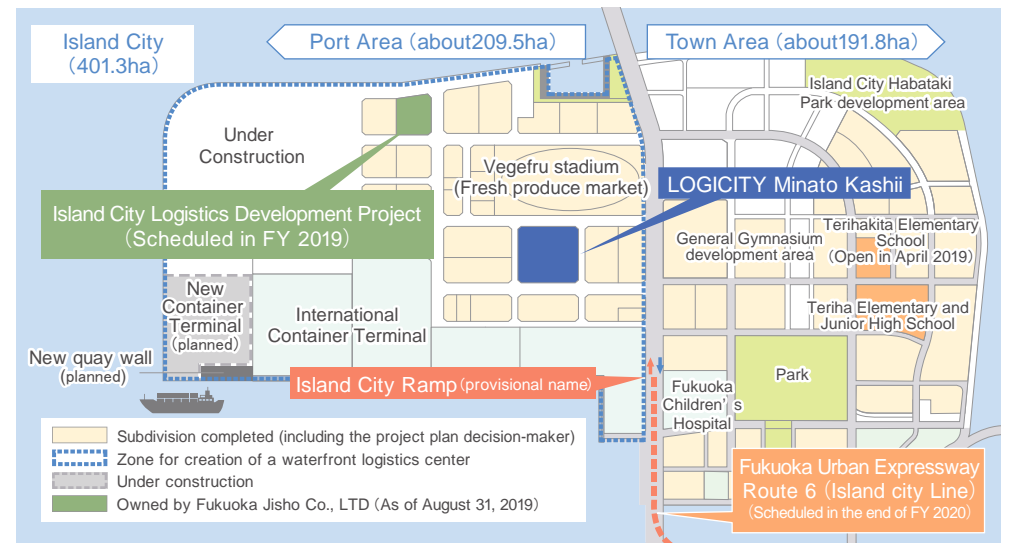 Island City
（401.3ha）
Port Area（about209.5ha）
Town Area（about191.8ha）
Island City Habataki
Park development area
Under
Construction
Vegefru stadium
(Fresh produce market)
LOGICITY Minato Kashii
Island City Logistics Development Project
（Scheduled in FY 2019）
General Gymnasium
development area
Terihakita Elementary
School
（Open in April 2019）
New
Container
Terminal
(planned)
International
Container Terminal
Teriha Elementary and
Junior High School
New quay wall
(planned)
Island City Ramp（provisional name）
Fukuoka
Children’s
Hospital
Park
Subdivision completed (including the project plan decision-maker)
Zone for creation of a waterfront logistics center
Under construction
Owned by Fukuoka Jisho Co., LTD（As of August 31, 2019）
Fukuoka Urban Expressway
Route 6（Island city Line）
（Scheduled in the end of FY 2020）